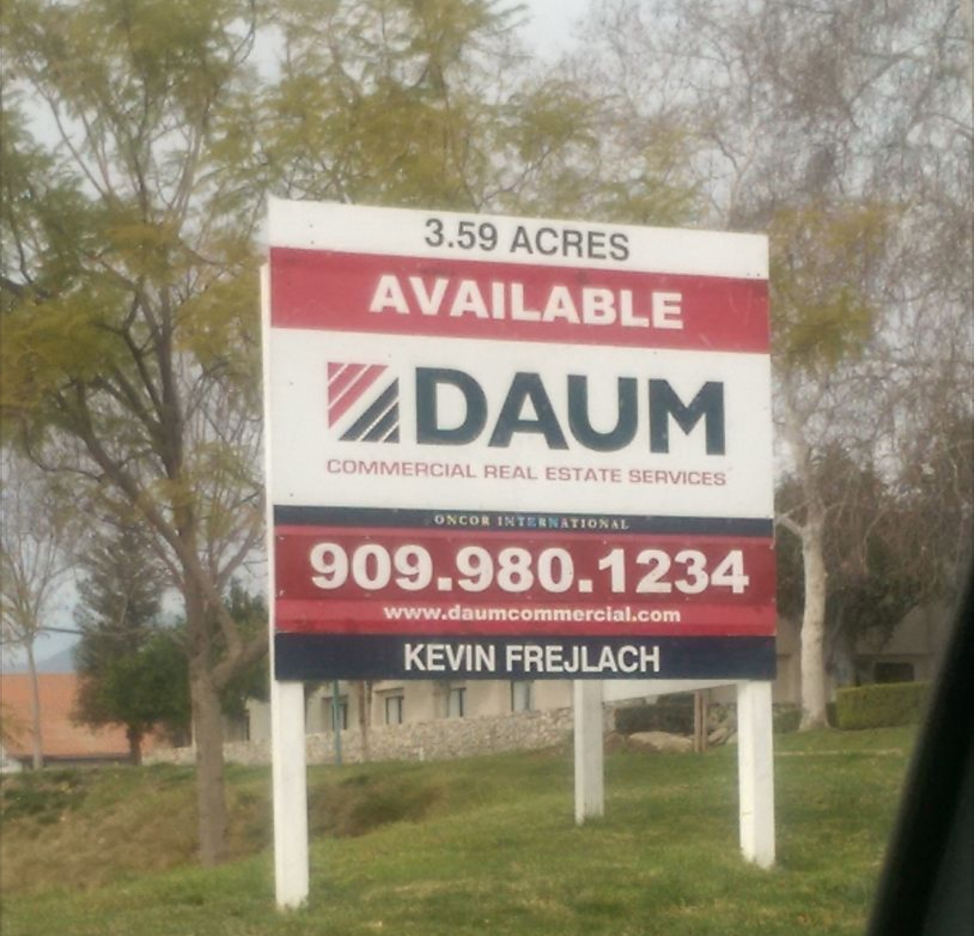 3.59 ACRES
AVAILABLE
DAUM
COMMERCIAL REAL ESTATE SERVICES
ONCOR INTERNATIONAL
909.980.1234
www.daumcommercial.com
KEVIN FREJLACH